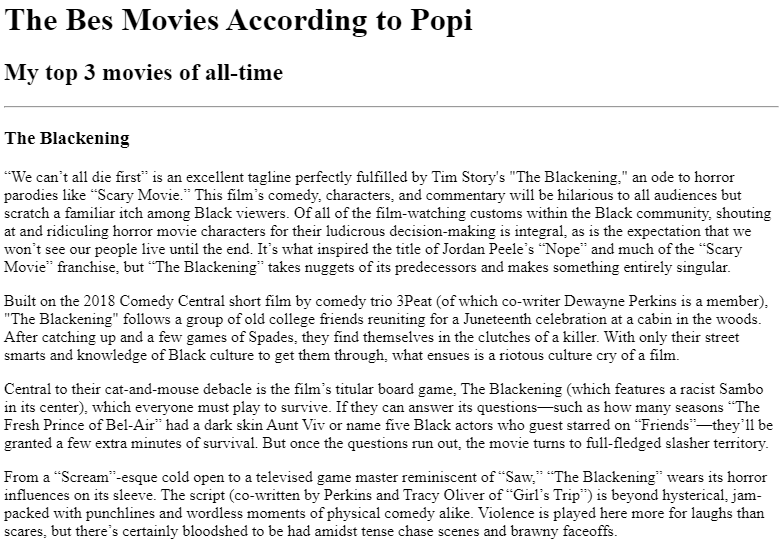 The Bes Movies According to Popi
My top 3 movies of all-time
The Blackening
“We can’t all die first” is an excellent tagline perfectly fulfilled by Tim Story's "The Blackening," an ode to horror
parodies like “Scary Movie.” This film’s comedy, characters, and commentary will be hilarious to all audiences but
scratch a familiar itch among Black viewers. Of all of the film-watching customs within the Black community, shouting
at and ridiculing horror movie characters for their ludicrous decision-making is integral, as is the expectation that we
won’t see our people live until the end. It’s what inspired the title of Jordan Peele’s “Nope” and much of the “Scary
Movie” franchise, but “The Blackening” takes nuggets of its predecessors and makes something entirely singular.
Built on the 2018 Comedy Central short film by comedy trio 3Peat (of which co-writer Dewayne Perkins is a member),
"The Blackening" follows a group of old college friends reuniting for a Juneteenth celebration at a cabin in the woods.
After catching up and a few games of Spades, they find themselves in the clutches of a killer. With only their street
smarts and knowledge of Black culture to get them through, what ensues is a riotous culture cry of a film.
Central to their cat-and-mouse debacle is the film’s titular board game, The Blackening (which features a racist Sambo
in its center), which everyone must play to survive. If they can answer its questions—such as how many seasons “The
Fresh Prince of Bel-Air” had a dark skin Aunt Viv or name five Black actors who guest starred on “Friends”—they’ll be
granted a few extra minutes of survival. But once the questions run out, the movie turns to full-fledged slasher territory.
From a “Scream”-esque cold open to a televised game master reminiscent of “Saw,” “The Blackening” wears its horror
influences on its sleeve. The script (co-written by Perkins and Tracy Oliver of “Girl’s Trip”) is beyond hysterical, jam-
packed with punchlines and wordless moments of physical comedy alike. Violence is played here more for laughs than
scares, but there’s certainly bloodshed to be had amidst tense chase scenes and brawny faceoffs.